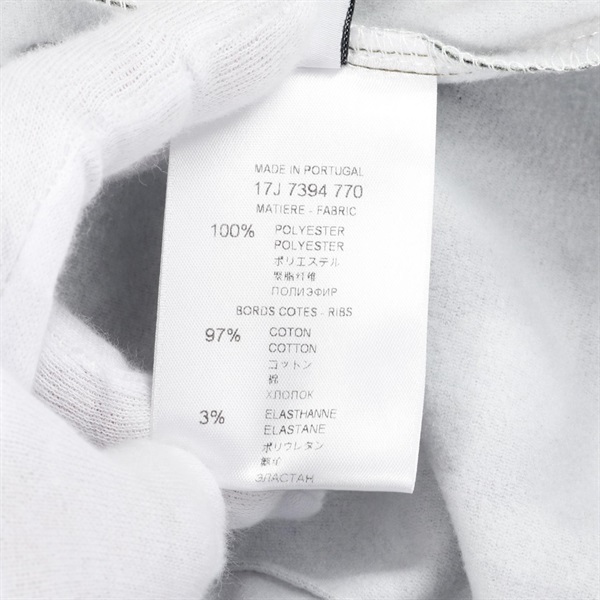 MADE IN PORTUGAL
17J 7394 770
MATIERE - FABRIC
100% POLYESTER
POLYESTER
ポリエステル
聚脂纤维
ПОЛИЭФИР
BORDS COTES - RIBS
97% COTON
COTTON
コットン
棉
ХЛОПОК
3% ELASTHANNE
ELASTANE
ポリウレタン
ЭЛАСТАН